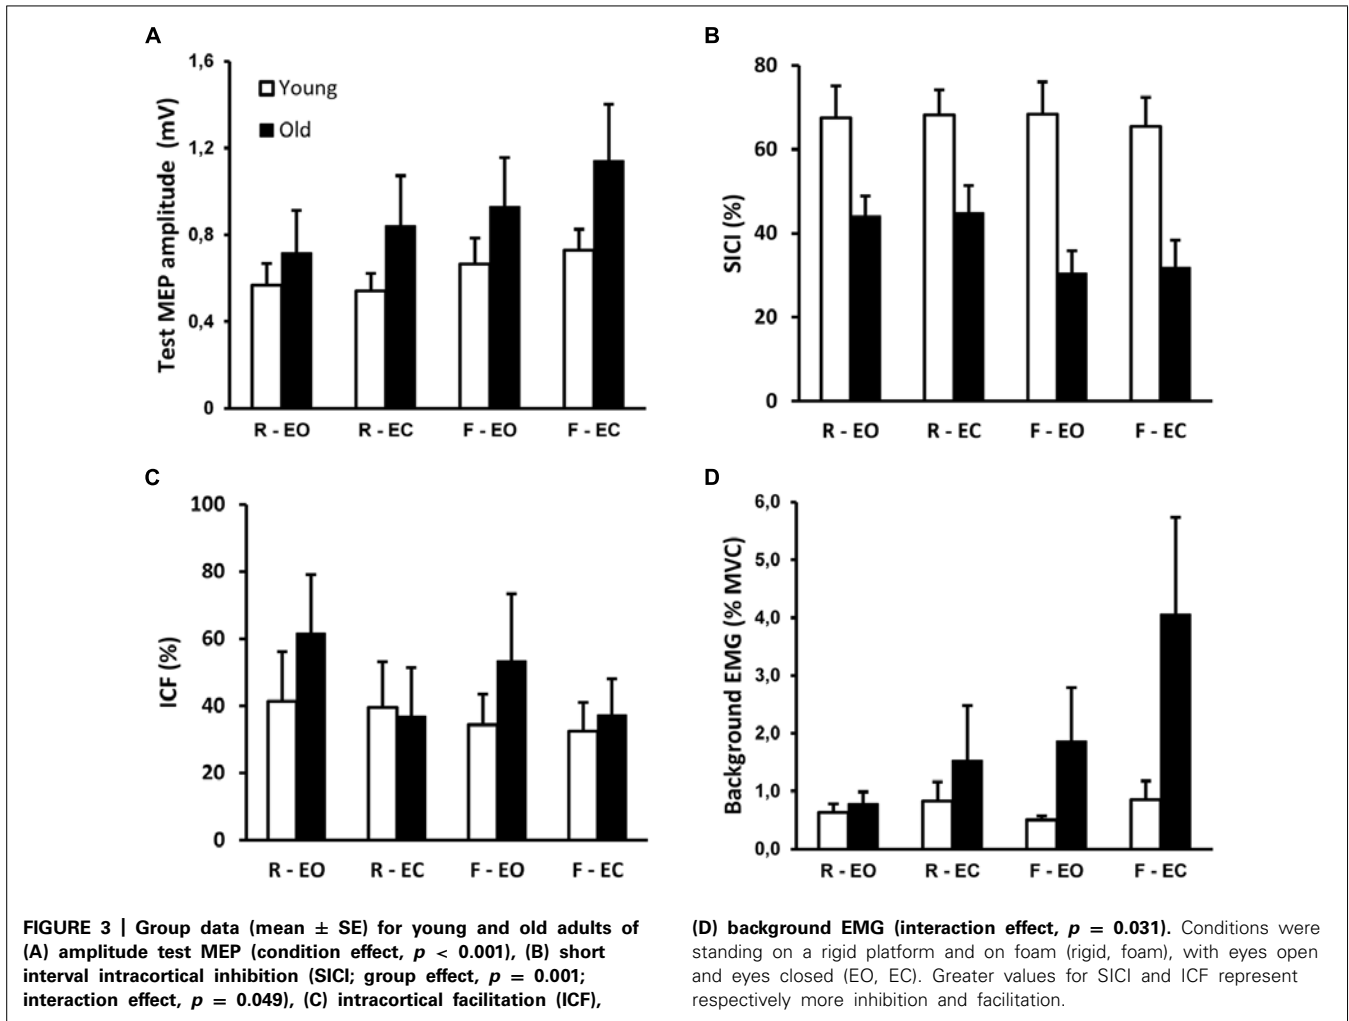 A
1,6
1,2
0,8
0,4
0
Test MEP amplitude (mV)
Young
Old
R - EO
R - EC
F - EO
F - EC
B
80
60
40
20
0
SICI (%)
R - EO
R - EC
F - EO
F - EC
C
100
80
60
40
20
0
ICF (%)
R - EO
R - EC
F - EO
F - EC
D
6,0
5,0
4,0
3,0
2,0
1,0
0,0
Background EMG (% MVC)
R - EO
R - EC
F - EO
F - EC
FIGURE 3 | Group data (mean ± SE) for young and old adults of
(A) amplitude test MEP (condition effect, p < 0.001), (B) short
interval intracortical inhibition (SICI; group effect, p = 0.001;
interaction effect, p = 0.049), (C) intracortical facilitation (ICF),
(D) background EMG (interaction effect, p = 0.031). Conditions were
standing on a rigid platform and on foam (rigid, foam), with eyes open
and eyes closed (EO, EC). Greater values for SICI and ICF represent
respectively more inhibition and facilitation.